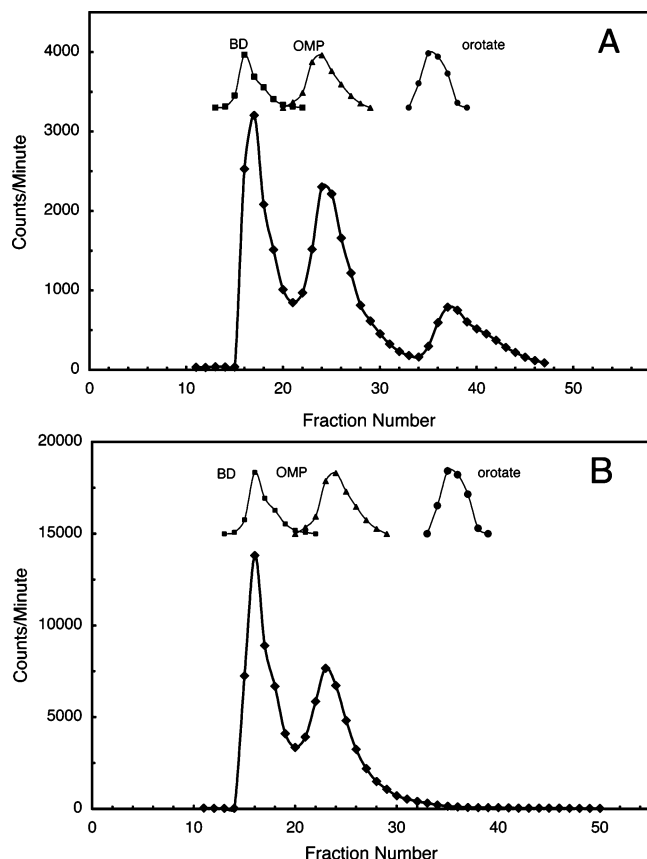 A
BD OMP orotate
4000
3000
2000
1000
0
Counts/Minute
0 10 20 30 40 50
Fraction Number
B
BD OMP orotate
20000
15000
10000
5000
0
Counts/Minute
0 10 20 30 40 50
Fraction Number